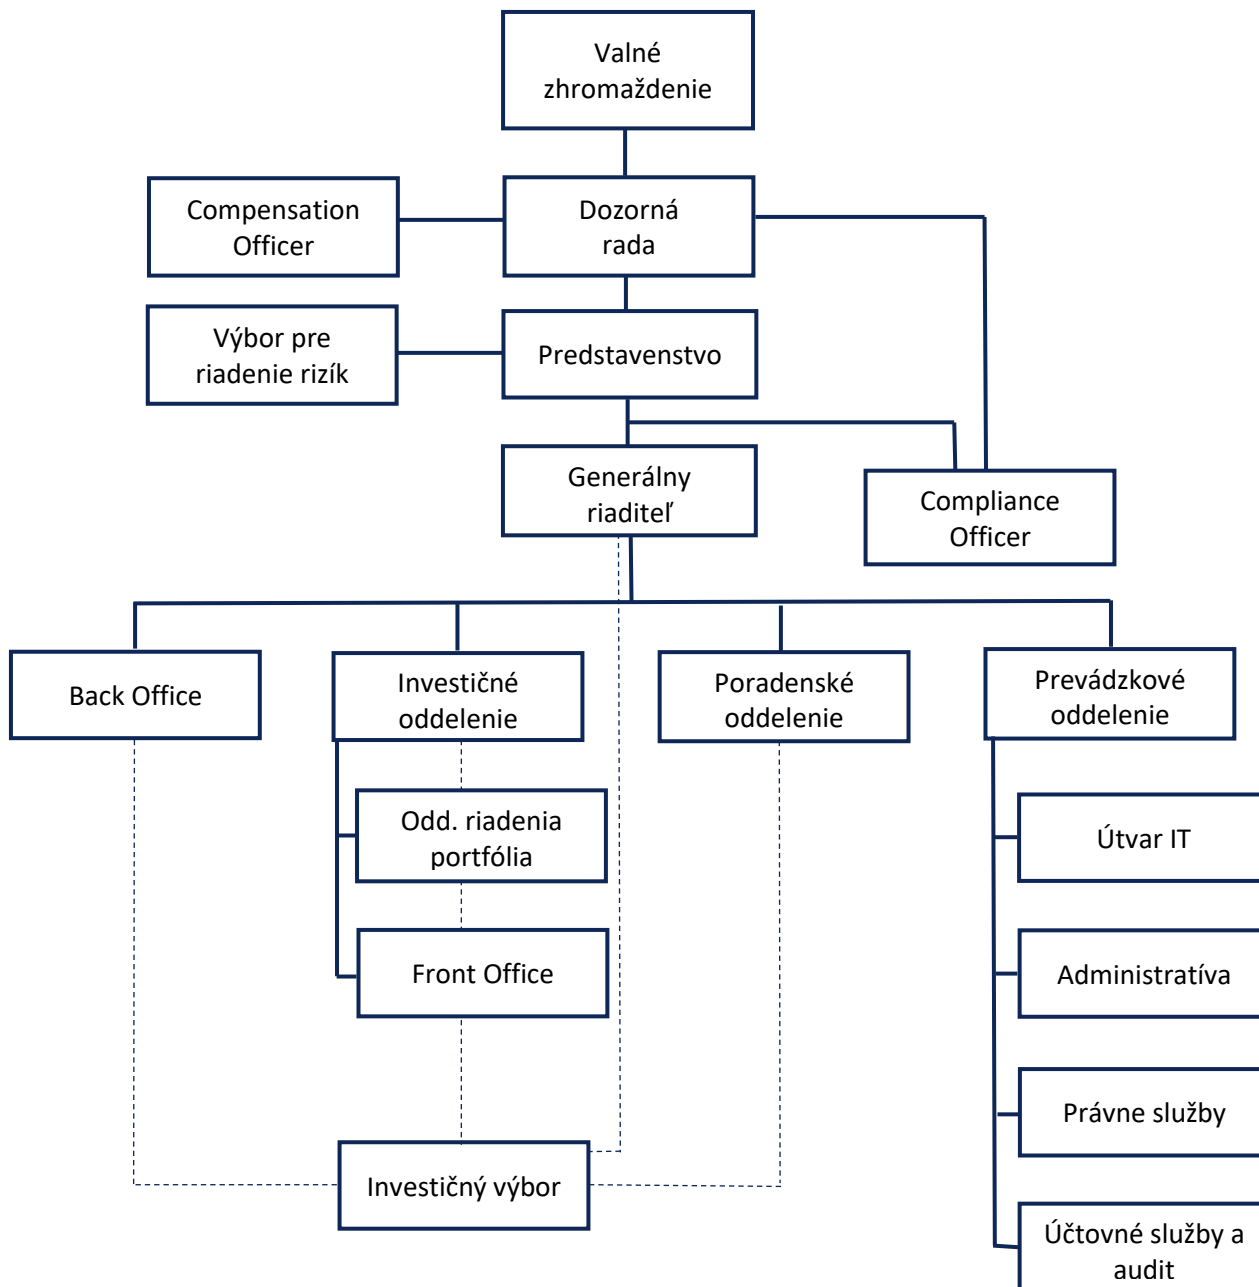 Valné
zhromaždenie
Compensation
Officer
Dozorná
rada
Výbor pre
riadenie rizík
Predstavenstvo
Generálny
riaditeľ
Compliance
Officer
Back Office
Investičné
oddelenie
Poradenské
oddelenie
Prevádzkové
oddelenie
Odd. riadenia
portfólia
Útvar IT
Front Office
Administratíva
Právne služby
Investičný výbor
Účtovné služby a
audit